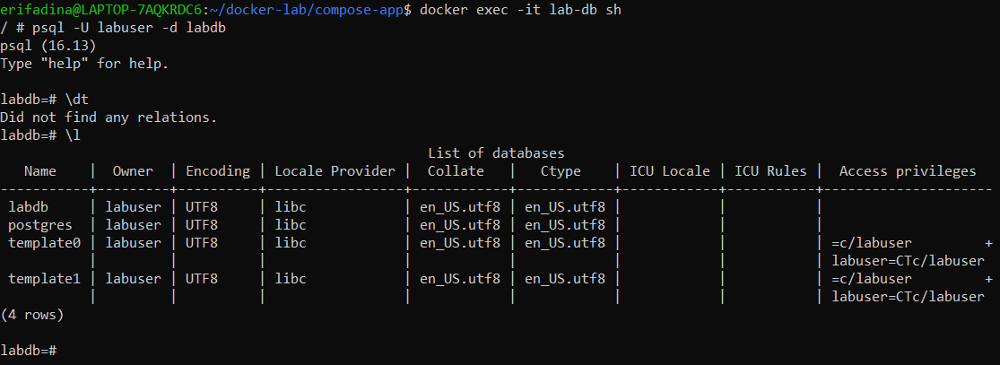 erifadina@LAPTOP-7AQKRDC6:~/docker-lab/compose-app$ docker exec -it lab-db sh
/ # psql -U labuser -d labdb
psql (16.13)
Type "help" for help.

labdb=# \dt
Did not find any relations.
labdb=# \l
                                                List of databases
   Name    |  Owner  | Encoding | Locale Provider |  Collate   |   Ctype    | ICU Locale | ICU Rules |  Access privileges
-----------+---------+----------+-----------------+------------+------------+------------+-----------+---------------------
 labdb     | labuser | UTF8     | libc            | en_US.utf8 | en_US.utf8 |            |           |
 postgres  | labuser | UTF8     | libc            | en_US.utf8 | en_US.utf8 |            |           |
 template0 | labuser | UTF8     | libc            | en_US.utf8 | en_US.utf8 |            |           | =c/labuser         +
           |         |          |                 |            |            |            |           | labuser=CTc/labuser
 template1 | labuser | UTF8     | libc            | en_US.utf8 | en_US.utf8 |            |           | =c/labuser         +
           |         |          |                 |            |            |            |           | labuser=CTc/labuser
(4 rows)

labdb=#